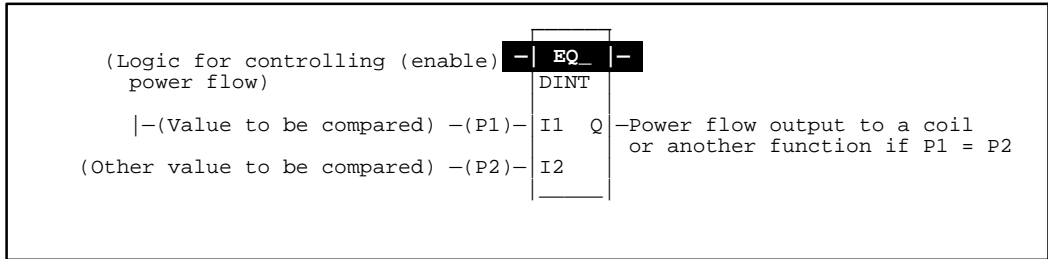 (Logic for controlling (enable) –| EQ_ |–
power flow) DINT
|–(Value to be compared) –(P1)– I1 Q –Power flow output to a coil
or another function if P1 = P2
(Other value to be compared) –(P2)– I2